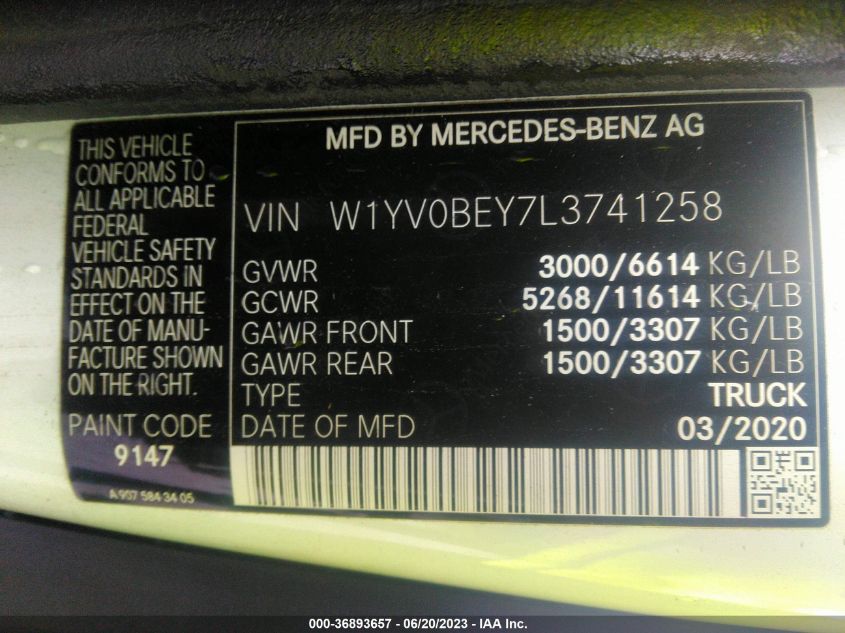 THIS VEHICLE
CONFORMS TO
ALL APPLICABLE
FEDERAL
VEHICLE SAFETY
STANDARDS IN
EFFECT ON THE
DATE OF MANU-
FACTURE SHOWN
ON THE RIGHT.
PAINT CODE
9147
A 907 584 34 05
MFD BY MERCEDES-BENZ AG
VIN W1YV0BEY7L3741258
GVWR 3000/6614 KG/LB
GCWR 5268/11614 KG/LB
GAWR FRONT 1500/3307 KG/LB
GAWR REAR 1500/3307 KG/LB
TYPE TRUCK
DATE OF MFD 03/2020
000-36893657 - 06/20/2023 - IAA Inc.